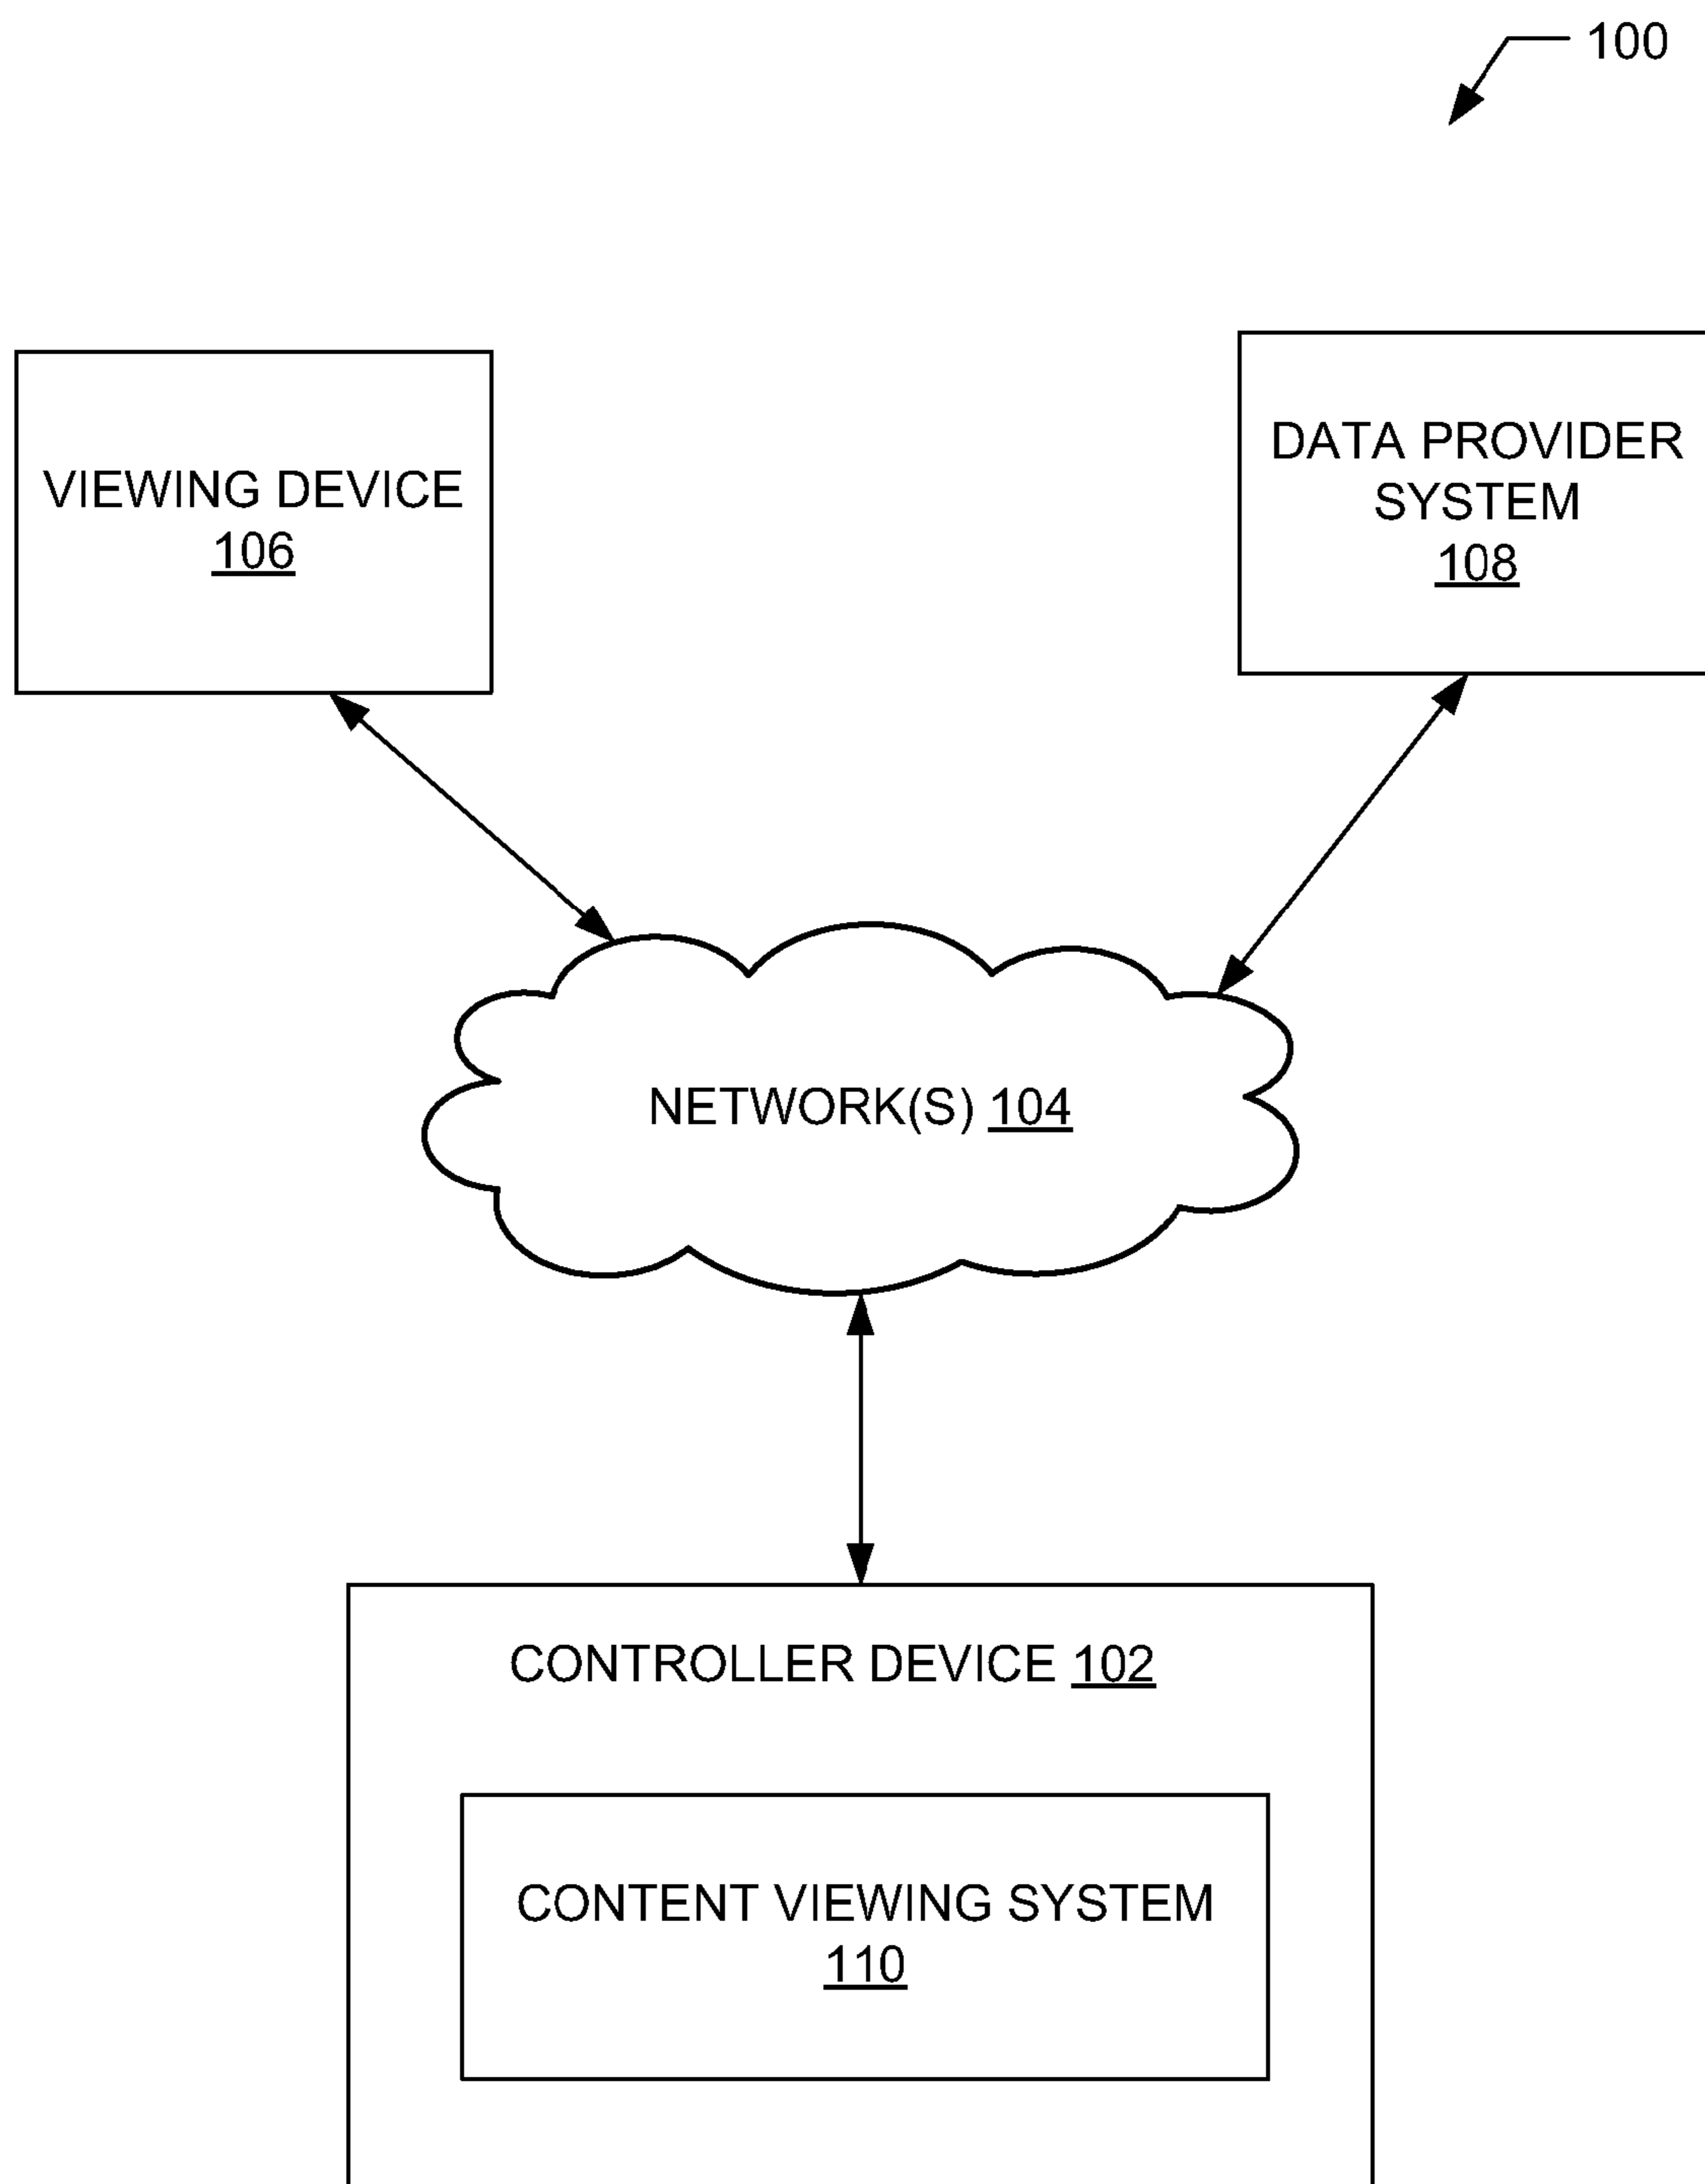 100
VIEWING DEVICE
106
DATA PROVIDER
SYSTEM
108
NETWORK(S) 104
CONTROLLER DEVICE 102
CONTENT VIEWING SYSTEM
110